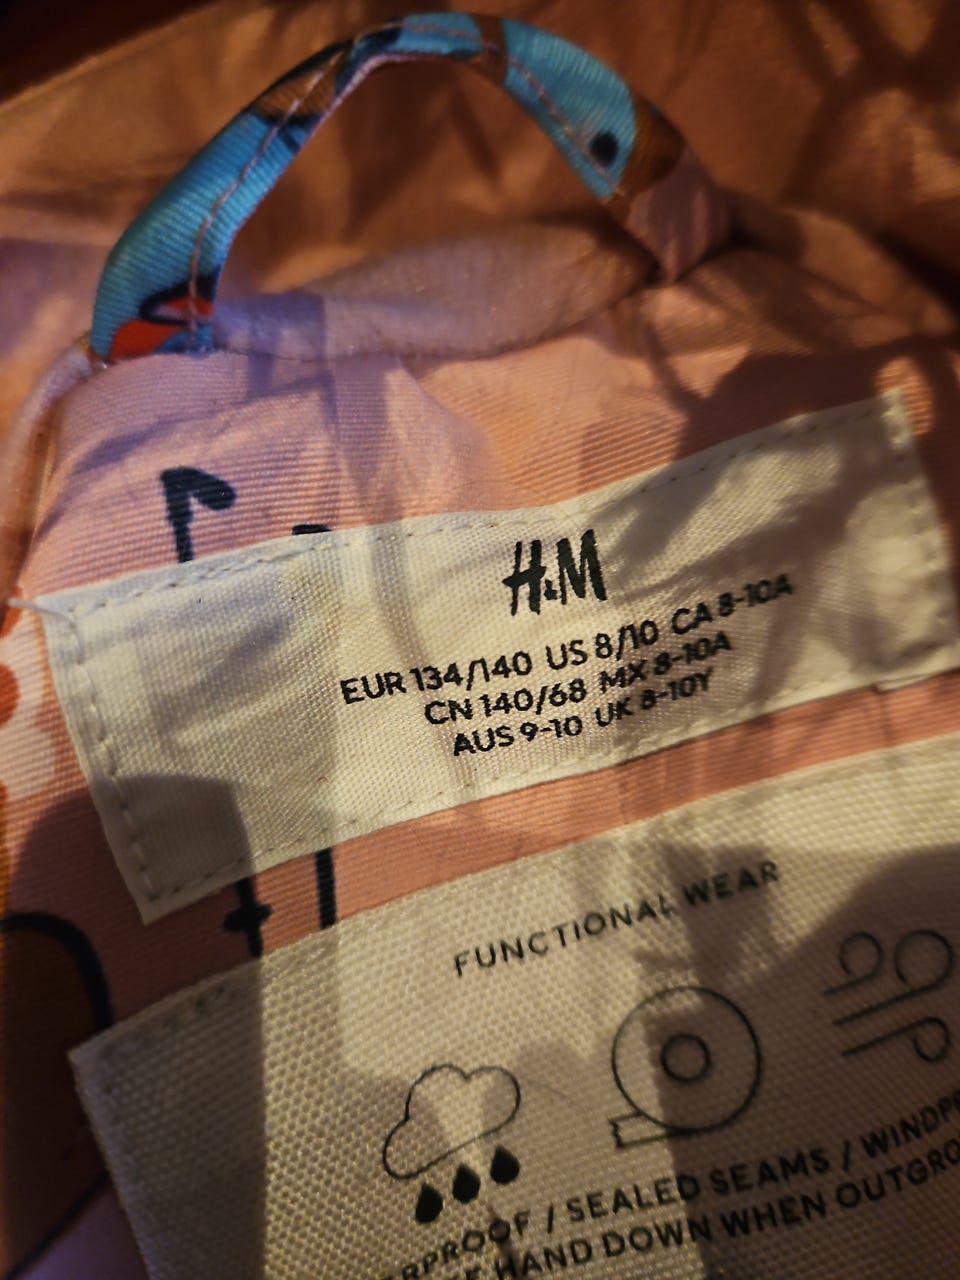 H&M
EUR 134/140 US 8/10 CA 8-10A
CN 140/68 MX 8-10A
AUS 9-10 UK 8-10Y
FUNCTIONAL WEAR
/ SEALED SEAMS /
HAND DOWN WHEN